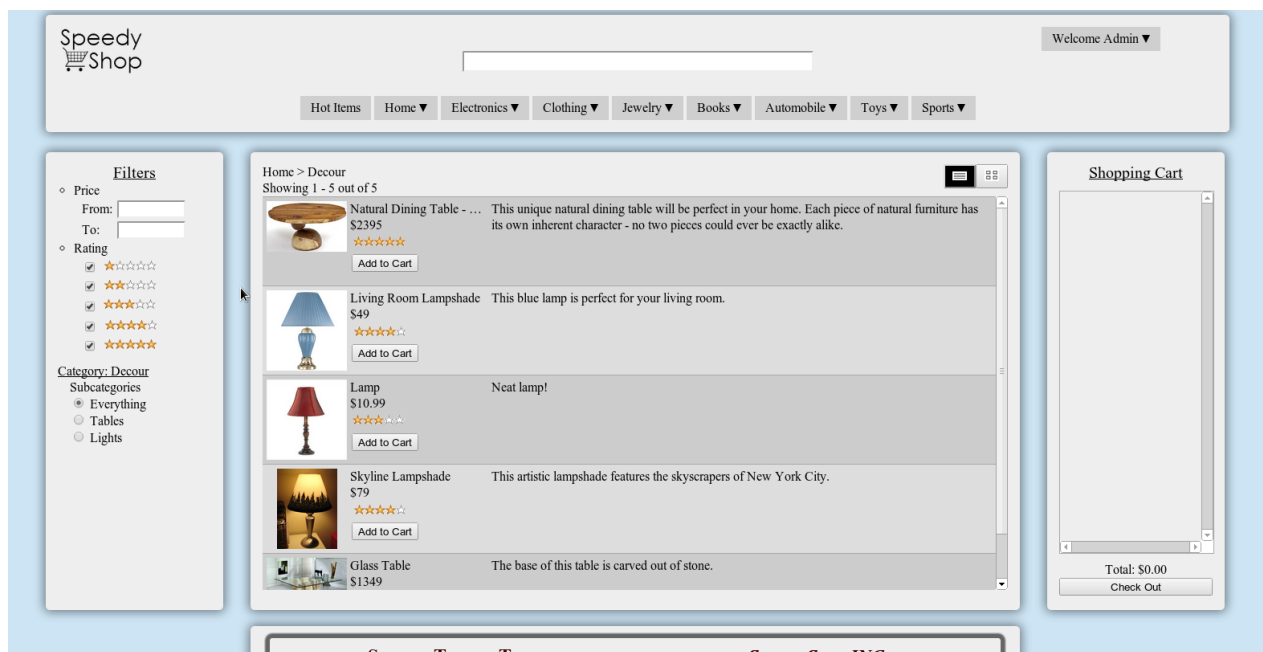 Speedy
Shop
Welcome Admin ▼
Hot Items Home ▼ Electronics ▼ Clothing ▼ Jewelry ▼ Books ▼ Automobile ▼ Toys ▼ Sports ▼
Filters
Price
From:
To:
Rating
Category: Decour
Subcategories
Everything
Tables
Lights
Home > Decour
Showing 1 - 5 out of 5
Natural Dining Table - …
$2395
Add to Cart
This unique natural dining table will be perfect in your home. Each piece of natural furniture has
its own inherent character - no two pieces could ever be exactly alike.
Living Room Lampshade
$49
Add to Cart
This blue lamp is perfect for your living room.
Lamp
$10.99
Add to Cart
Neat lamp!
Skyline Lampshade
$79
Add to Cart
This artistic lampshade features the skyscrapers of New York City.
Glass Table
$1349
The base of this table is carved out of stone.
Shopping Cart
Total: $0.00
Check Out